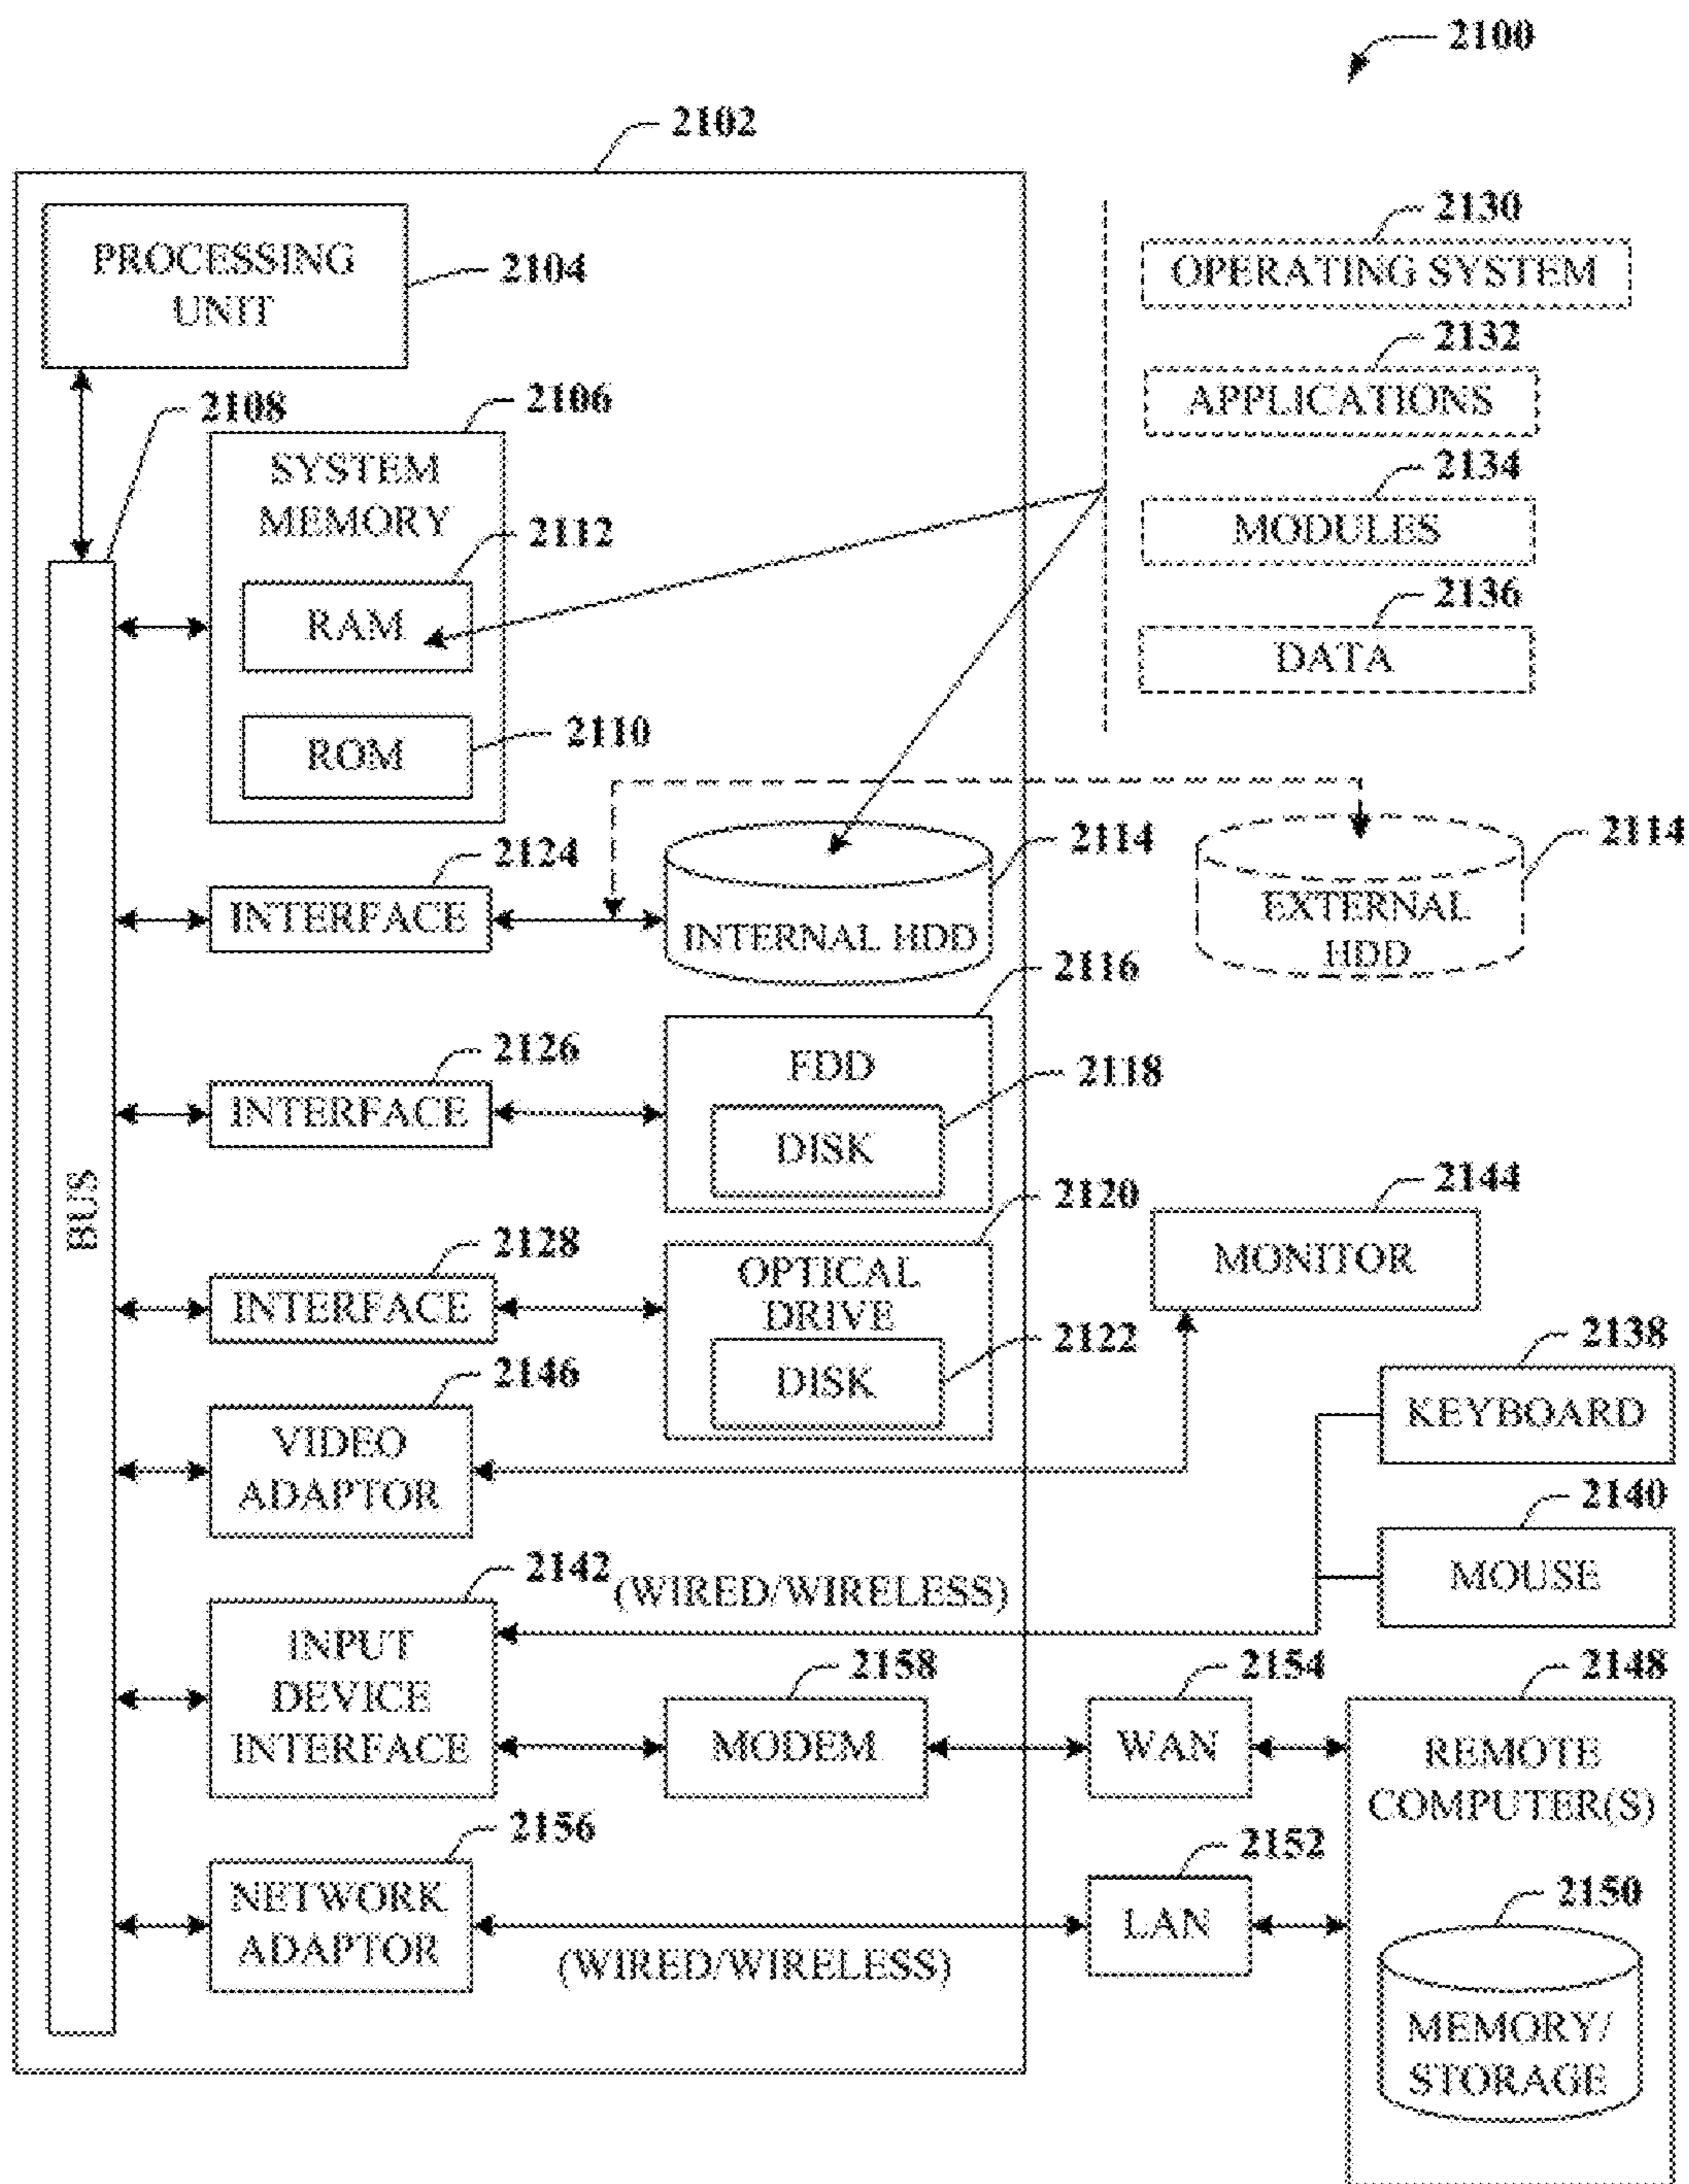 2100
2102
PROCESSING
UNIT
2104
2130
OPERATING SYSTEM
2132
APPLICATIONS
2134
MODULES
2136
DATA
2108
2106
SYSTEM
MEMORY
2112
RAM
2110
ROM
BUS
2124
INTERFACE
2114
INTERNAL HDD
2114
EXTERNAL
HDD
2126
INTERFACE
2116
FDD
2118
DISK
2128
INTERFACE
2120
OPTICAL
DRIVE
2122
DISK
2144
MONITOR
2146
VIDEO
ADAPTOR
2138
KEYBOARD
2140
MOUSE
2142
(WIRED/WIRELESS)
INPUT
DEVICE
INTERFACE
2158
MODEM
2154
WAN
2148
REMOTE
COMPUTER(S)
2156
NETWORK
ADAPTOR
(WIRED/WIRELESS)
2152
LAN
2150
MEMORY/
STORAGE